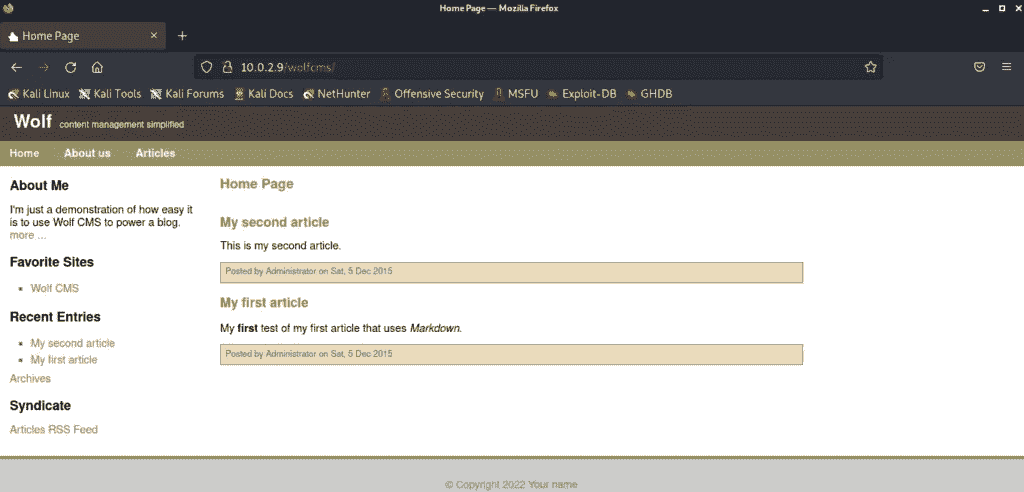 Home Page — Mozilla Firefox
Home Page
10.0.2.9/wolfcms/
Kali Linux Kali Tools Kali Forums Kali Docs NetHunter Offensive Security MSFU Exploit-DB GHDB
Wolf content management simplified
Home About us Articles
About Me
I'm just a demonstration of how easy it
is to use Wolf CMS to power a blog.
more ...
Favorite Sites
Wolf CMS
Recent Entries
My second article
My first article
Archives
Syndicate
Articles RSS Feed
Home Page
My second article
This is my second article.
Posted by Administrator on Sat, 5 Dec 2015
My first article
My first test of my first article that uses Markdown.
Posted by Administrator on Sat, 5 Dec 2015
© Copyright 2022 Your name